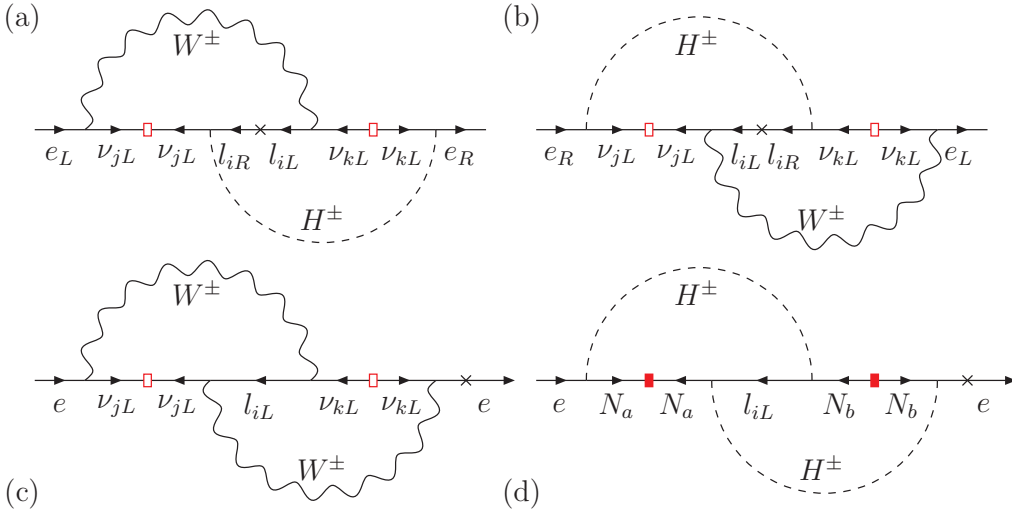 (a) W± (b) H±
e_L ν_jL ν_jL l_iR l_iL ν_kL ν_kL e_R
H±
e_R ν_jL ν_jL l_iL l_iR ν_kL ν_kL e_L
W±
(c) W±
e ν_jL ν_jL l_iL ν_kL ν_kL e
W±
(d) H±
e N_a N_a l_iL N_b N_b e
H±